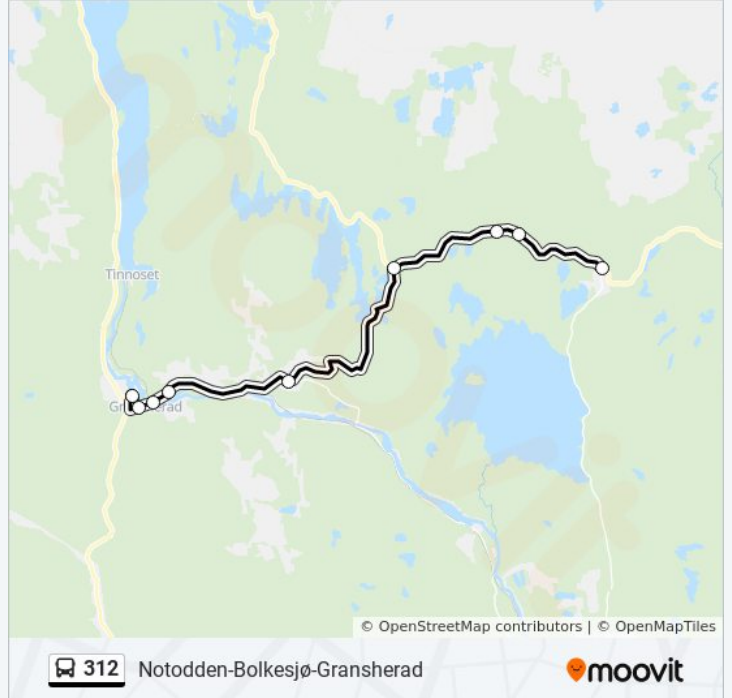 Tinnoset
Gransherad
© OpenStreetMap contributors | © OpenMapTiles
312 Notodden-Bolkesjø-Gransherad
moovit